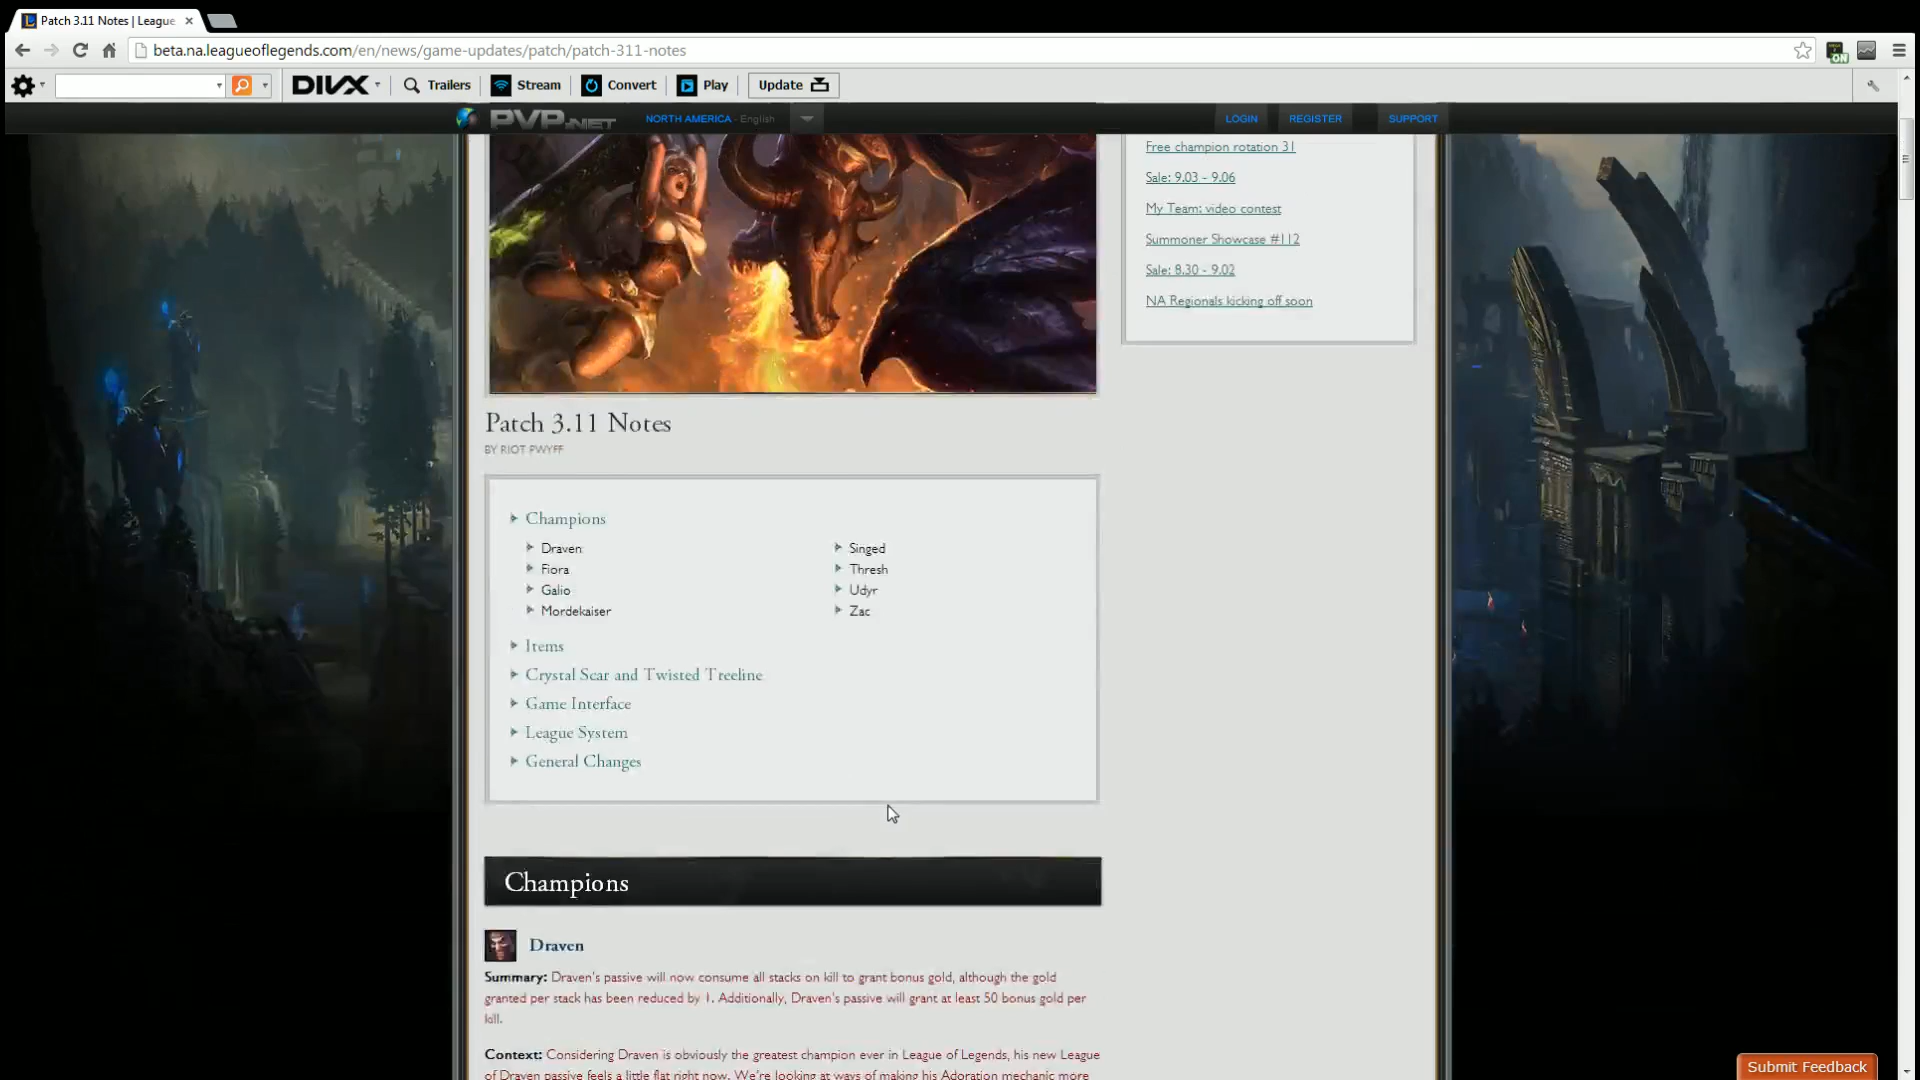 Patch 3.11 Notes | League
beta.na.leagueoflegends.com/en/news/game-updates/patch/patch-311-notes
ON
DIVX
Trailers
Stream
Convert
Play
Update
PVP.NET
NORTH AMERICA - English
LOGIN
REGISTER
SUPPORT
Free champion rotation 31
Sale: 9.03 - 9.06
My Team: video contest
Summoner Showcase #112
Sale: 8.30 - 9.02
NA Regionals kicking off soon
Patch 3.11 Notes
BY RIOT PWYFF
Champions
Draven
Fiora
Galio
Mordekaiser
Singed
Thresh
Udyr
Zac
Items
Crystal Scar and Twisted Treeline
Game Interface
League System
General Changes
Champions
Draven
Summary: Draven's passive will now consume all stacks on kill to grant bonus gold, although the gold
granted per stack has been reduced by 1. Additionally, Draven's passive will grant at least 50 bonus gold per
kill.
Context: Considering Draven is obviously the greatest champion ever in League of Legends, his new League
of Draven passive feels a little flat right now. We're looking at ways of making his Adoration mechanic more
Submit Feedback